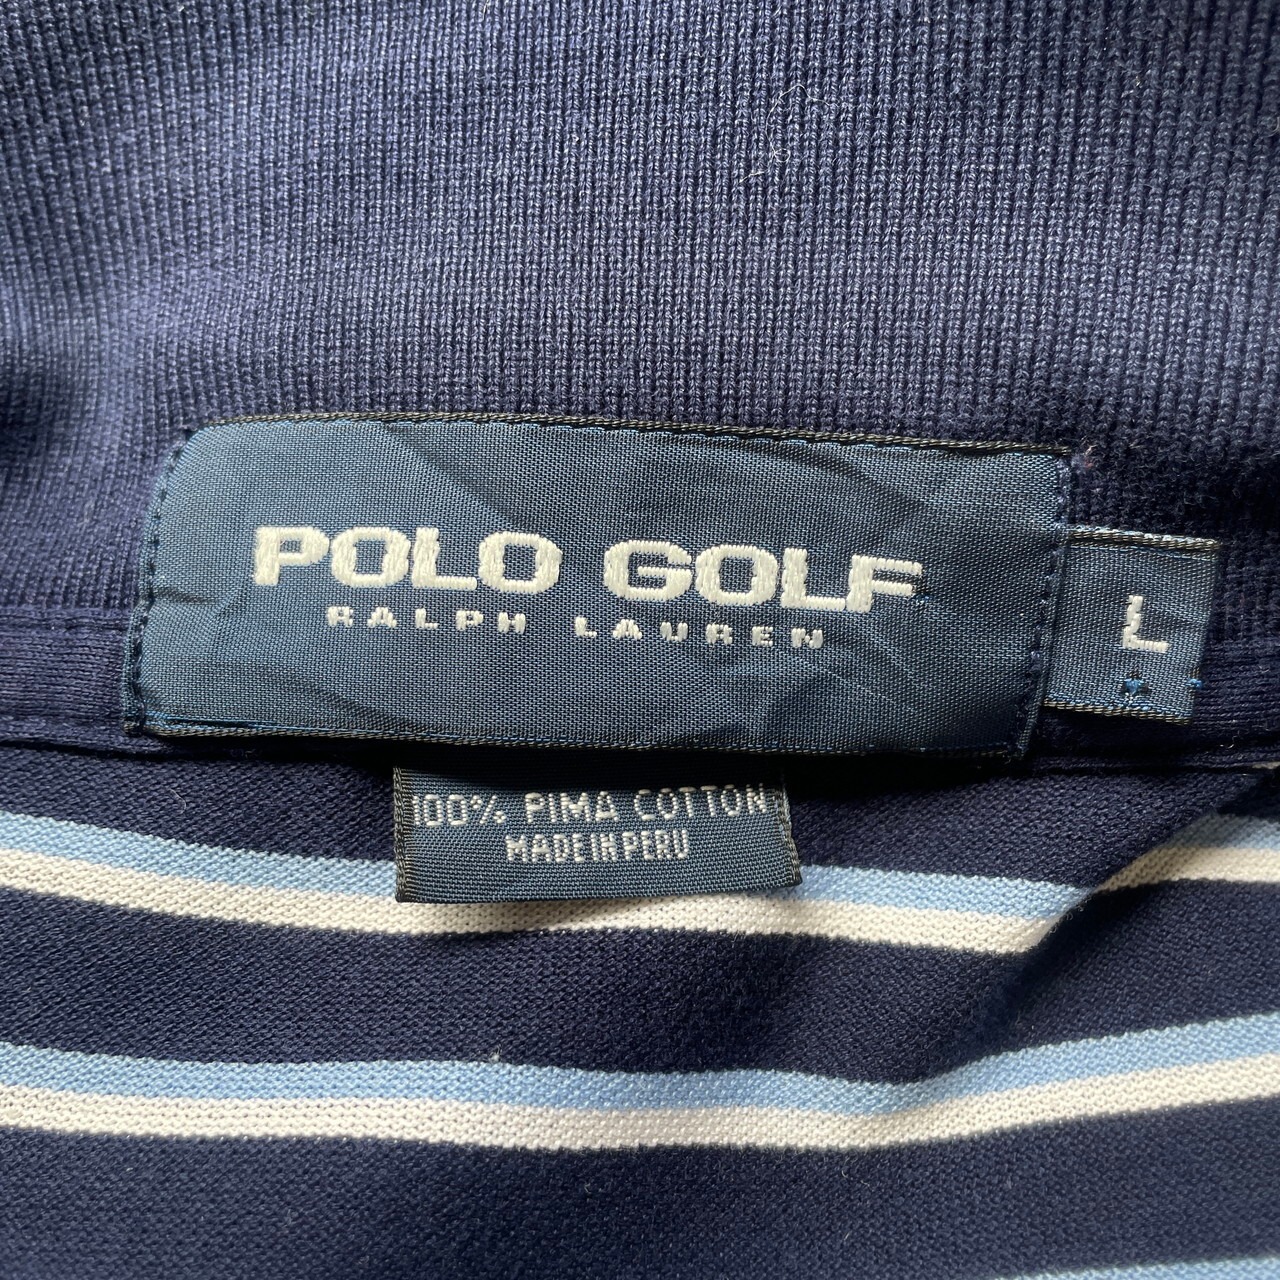 POLO GOLF
RALPH LAUREN
L
100% PIMA COTTON
MADE IN PERU